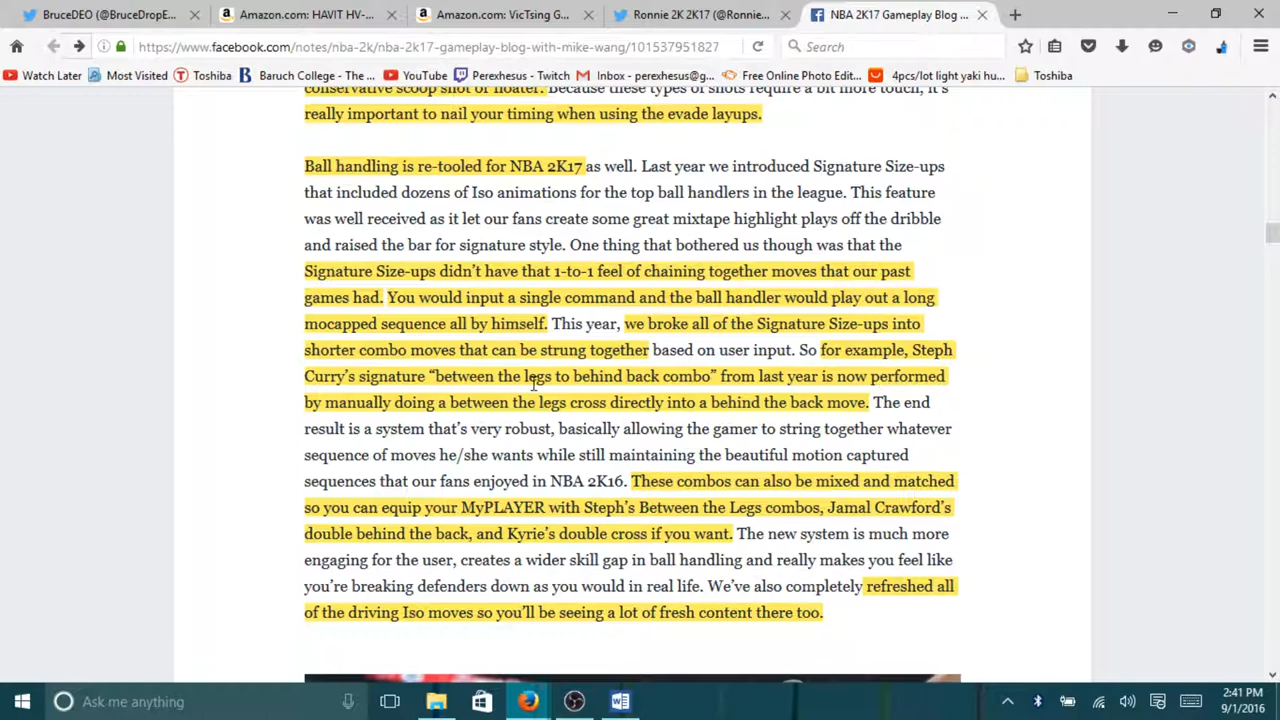 BruceDEO (@BruceDropE...
Amazon.com: HAVIT HV-...
Amazon.com: VicTsing G...
Ronnie 2K 2K17 (@Ronnie...
NBA 2K17 Gameplay Blog ...
https://www.facebook.com/notes/nba-2k/nba-2k17-gameplay-blog-with-mike-wang/101537951827
Search
Watch Later
Most Visited
Toshiba
Baruch College - The ...
YouTube
Perexhesus - Twitch
Inbox - perexhesus@g...
Free Online Photo Edit...
4pcs/lot light yaki hu...
Toshiba
conservative scoop shot or floater. Because these types of shots require a bit more touch, it's
really important to nail your timing when using the evade layups.
Ball handling is re-tooled for NBA 2K17 as well. Last year we introduced Signature Size-ups
that included dozens of Iso animations for the top ball handlers in the league. This feature
was well received as it let our fans create some great mixtape highlight plays off the dribble
and raised the bar for signature style. One thing that bothered us though was that the
Signature Size-ups didn't have that 1-to-1 feel of chaining together moves that our past
games had. You would input a single command and the ball handler would play out a long
mocapped sequence all by himself. This year, we broke all of the Signature Size-ups into
shorter combo moves that can be strung together based on user input. So for example, Steph
Curry's signature "between the legs to behind back combo" from last year is now performed
by manually doing a between the legs cross directly into a behind the back move. The end
result is a system that's very robust, basically allowing the gamer to string together whatever
sequence of moves he/she wants while still maintaining the beautiful motion captured
sequences that our fans enjoyed in NBA 2K16. These combos can also be mixed and matched
so you can equip your MyPLAYER with Steph's Between the Legs combos, Jamal Crawford's
double behind the back, and Kyrie's double cross if you want. The new system is much more
engaging for the user, creates a wider skill gap in ball handling and really makes you feel like
you're breaking defenders down as you would in real life. We've also completely refreshed all
of the driving Iso moves so you'll be seeing a lot of fresh content there too.
Ask me anything
2:41 PM
9/1/2016